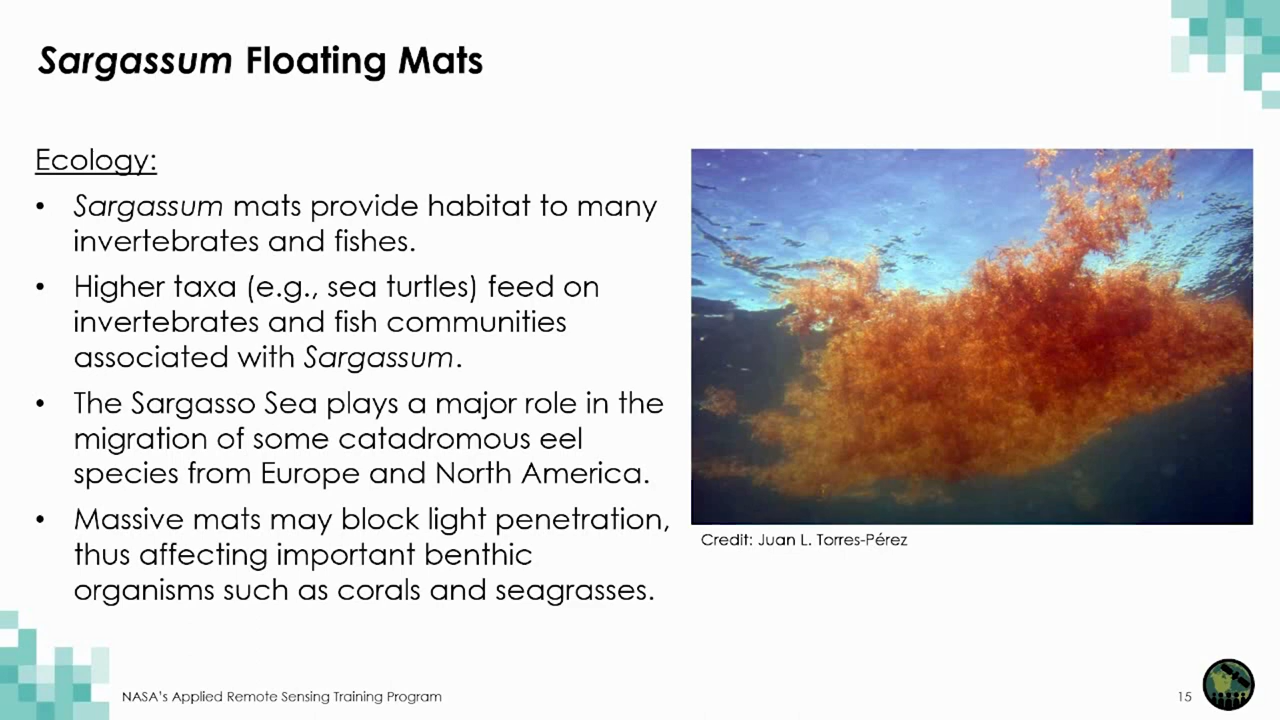 Sargassum Floating Mats
Ecology:
• Sargassum mats provide habitat to many
invertebrates and fishes.
• Higher taxa (e.g., sea turtles) feed on
invertebrates and fish communities
associated with Sargassum.
• The Sargasso Sea plays a major role in the
migration of some catadromous eel
species from Europe and North America.
• Massive mats may block light penetration,
thus affecting important benthic
organisms such as corals and seagrasses.
Credit: Juan L. Torres-Pérez
NASA's Applied Remote Sensing Training Program
15